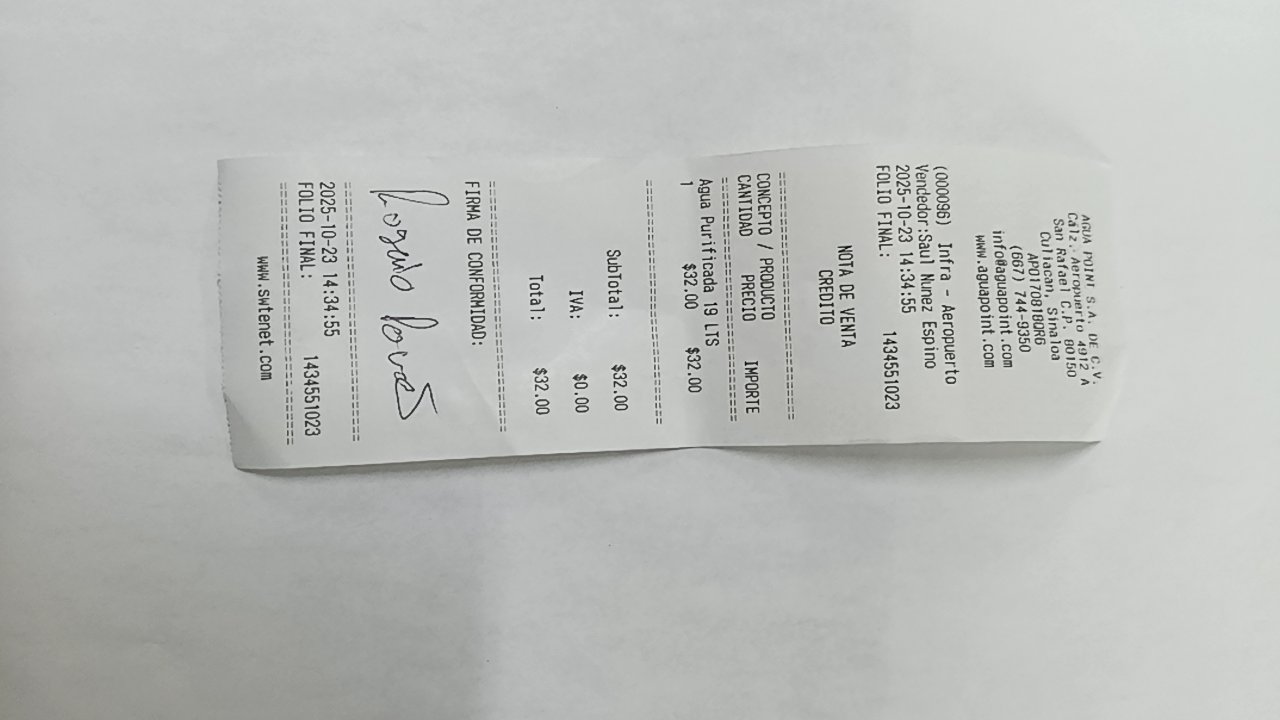 AGUA POINT S.A. DE C.V.
Calz. Aeropuerto 4912 A
San Rafael C.P. 80150
Culiacan, Sinaloa
APO170818QR6
(667) 744-9350
info@aguapoint.com
www.aguapoint.com
(000096) Infra - Aeropuerto
Vendedor:Saul Nunez Espino
2025-10-23 14:34:55
FOLIO FINAL: 1434551023
NOTA DE VENTA
CREDITO
CONCEPTO / PRODUCTO
CANTIDAD PRECIO IMPORTE
Agua Purificada 19 LTS
1 $32.00 $32.00
SubTotal: $32.00
IVA: $0.00
Total: $32.00
FIRMA DE CONFORMIDAD:
2025-10-23 14:34:55
FOLIO FINAL: 1434551023
www.swtenet.com